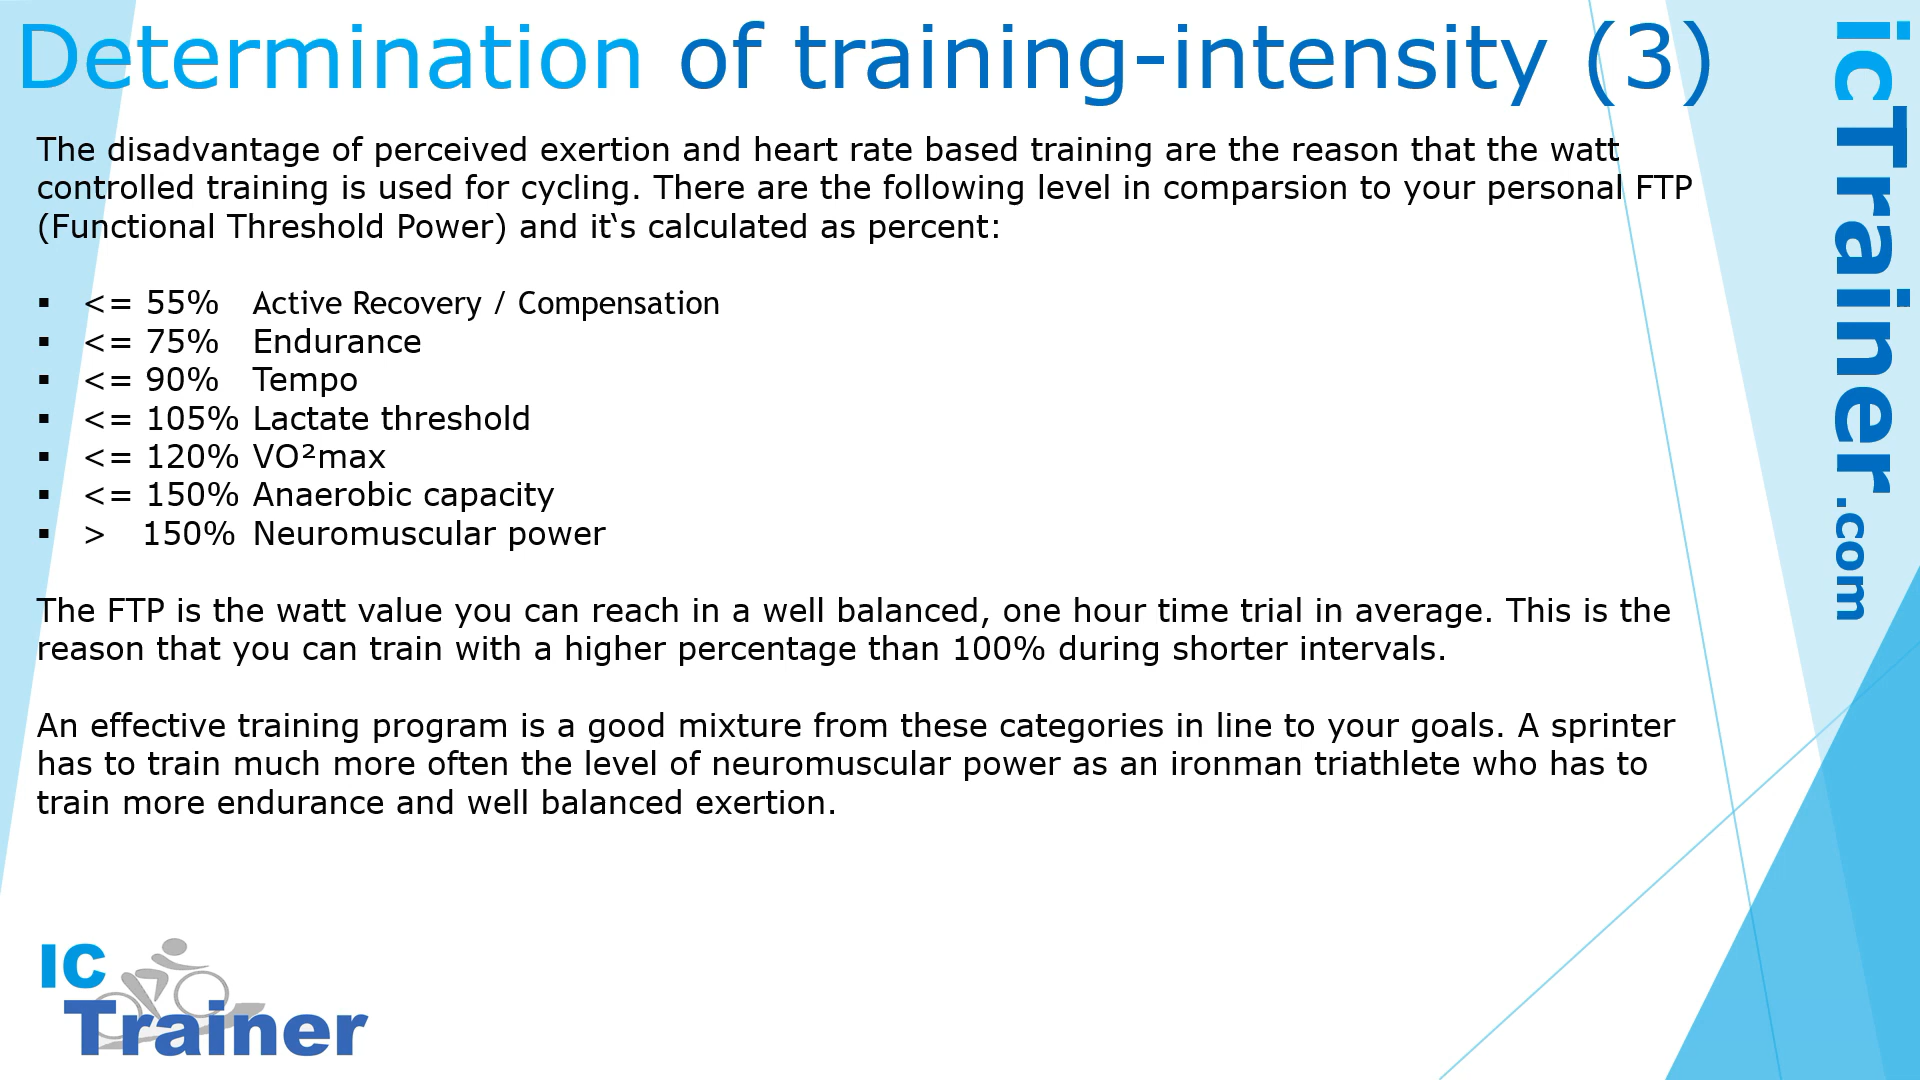 Determination of training-intensity (3)
The disadvantage of perceived exertion and heart rate based training are the reason that the watt
controlled training is used for cycling. There are the following level in comparsion to your personal FTP
(Functional Threshold Power) and it‘s calculated as percent:
▪ <= 55% Active Recovery / Compensation
▪ <= 75% Endurance
▪ <= 90% Tempo
▪ <= 105% Lactate threshold
▪ <= 120% VO²max
▪ <= 150% Anaerobic capacity
▪ > 150% Neuromuscular power
The FTP is the watt value you can reach in a well balanced, one hour time trial in average. This is the
reason that you can train with a higher percentage than 100% during shorter intervals.
An effective training program is a good mixture from these categories in line to your goals. A sprinter
has to train much more often the level of neuromuscular power as an ironman triathlete who has to
train more endurance and well balanced exertion.
icTrainer.com
IC
Trainer